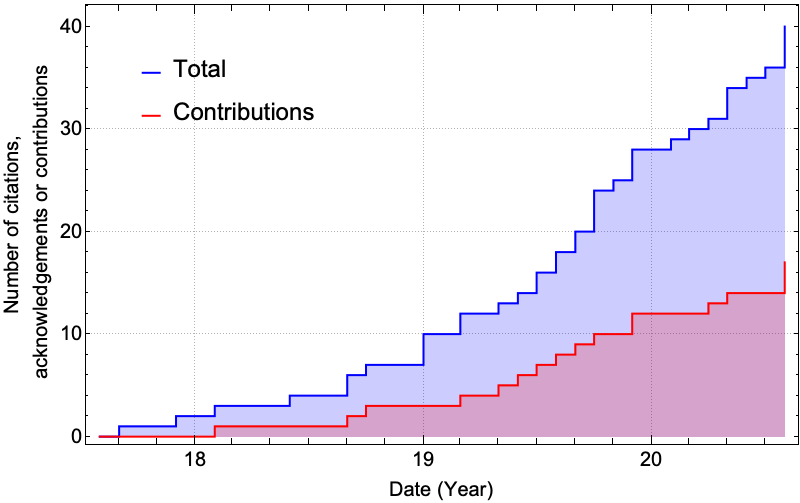 Number of citations,
acknowledgements or contributions
40
30
20
10
0
Total
Contributions
18
19
20
Date (Year)